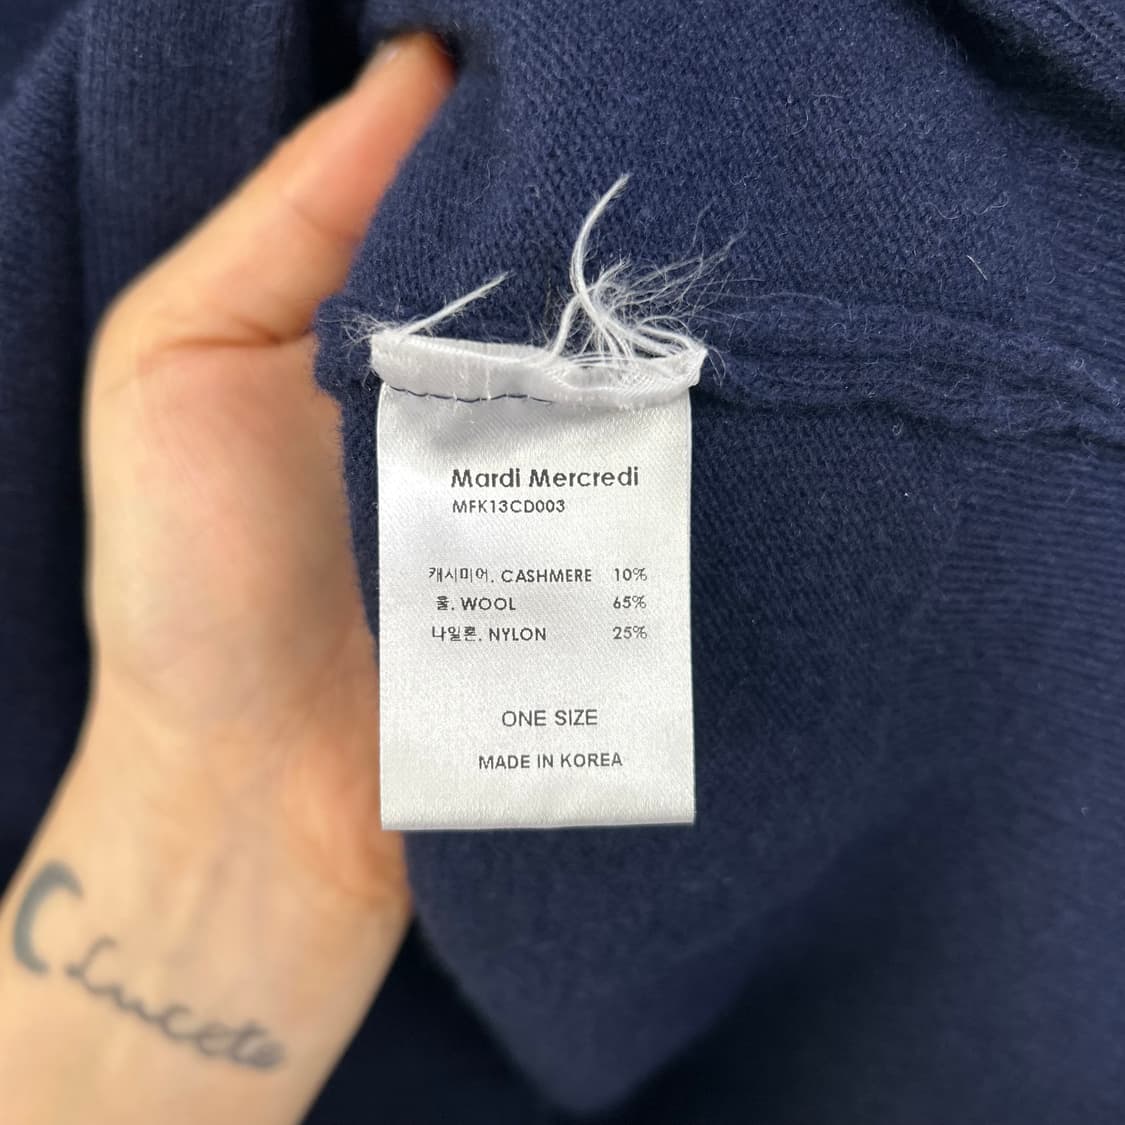 Mardi Mercredi
MFK13CD003
캐시미어. CASHMERE 10%
울. WOOL 65%
나일론. NYLON 25%
ONE SIZE
MADE IN KOREA
Lucete